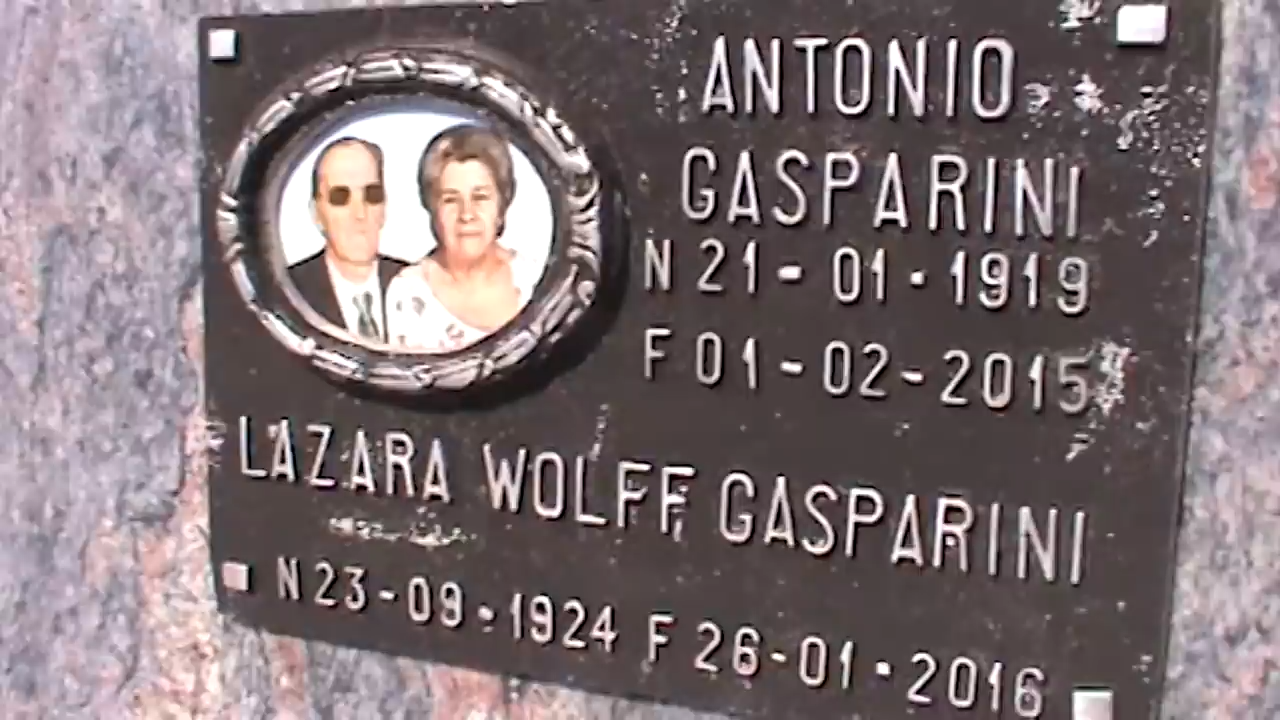 ANTONIO
GASPARINI
N 21-01-1919
F 01-02-2015
LAZARA WOLFF GASPARINI
N 23-09-1924 F 26-01-2016